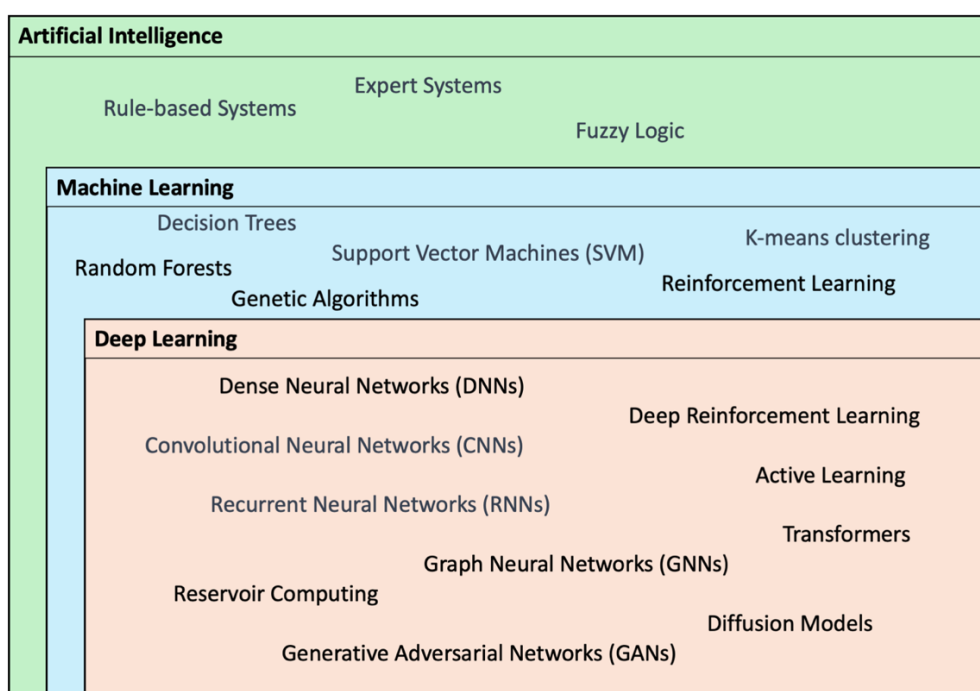 Artificial Intelligence
Expert Systems
Rule-based Systems
Fuzzy Logic
Machine Learning
Decision Trees
K-means clustering
Support Vector Machines (SVM)
Random Forests
Reinforcement Learning
Genetic Algorithms
Deep Learning
Dense Neural Networks (DNNs)
Deep Reinforcement Learning
Convolutional Neural Networks (CNNs)
Active Learning
Recurrent Neural Networks (RNNs)
Transformers
Graph Neural Networks (GNNs)
Reservoir Computing
Diffusion Models
Generative Adversarial Networks (GANs)